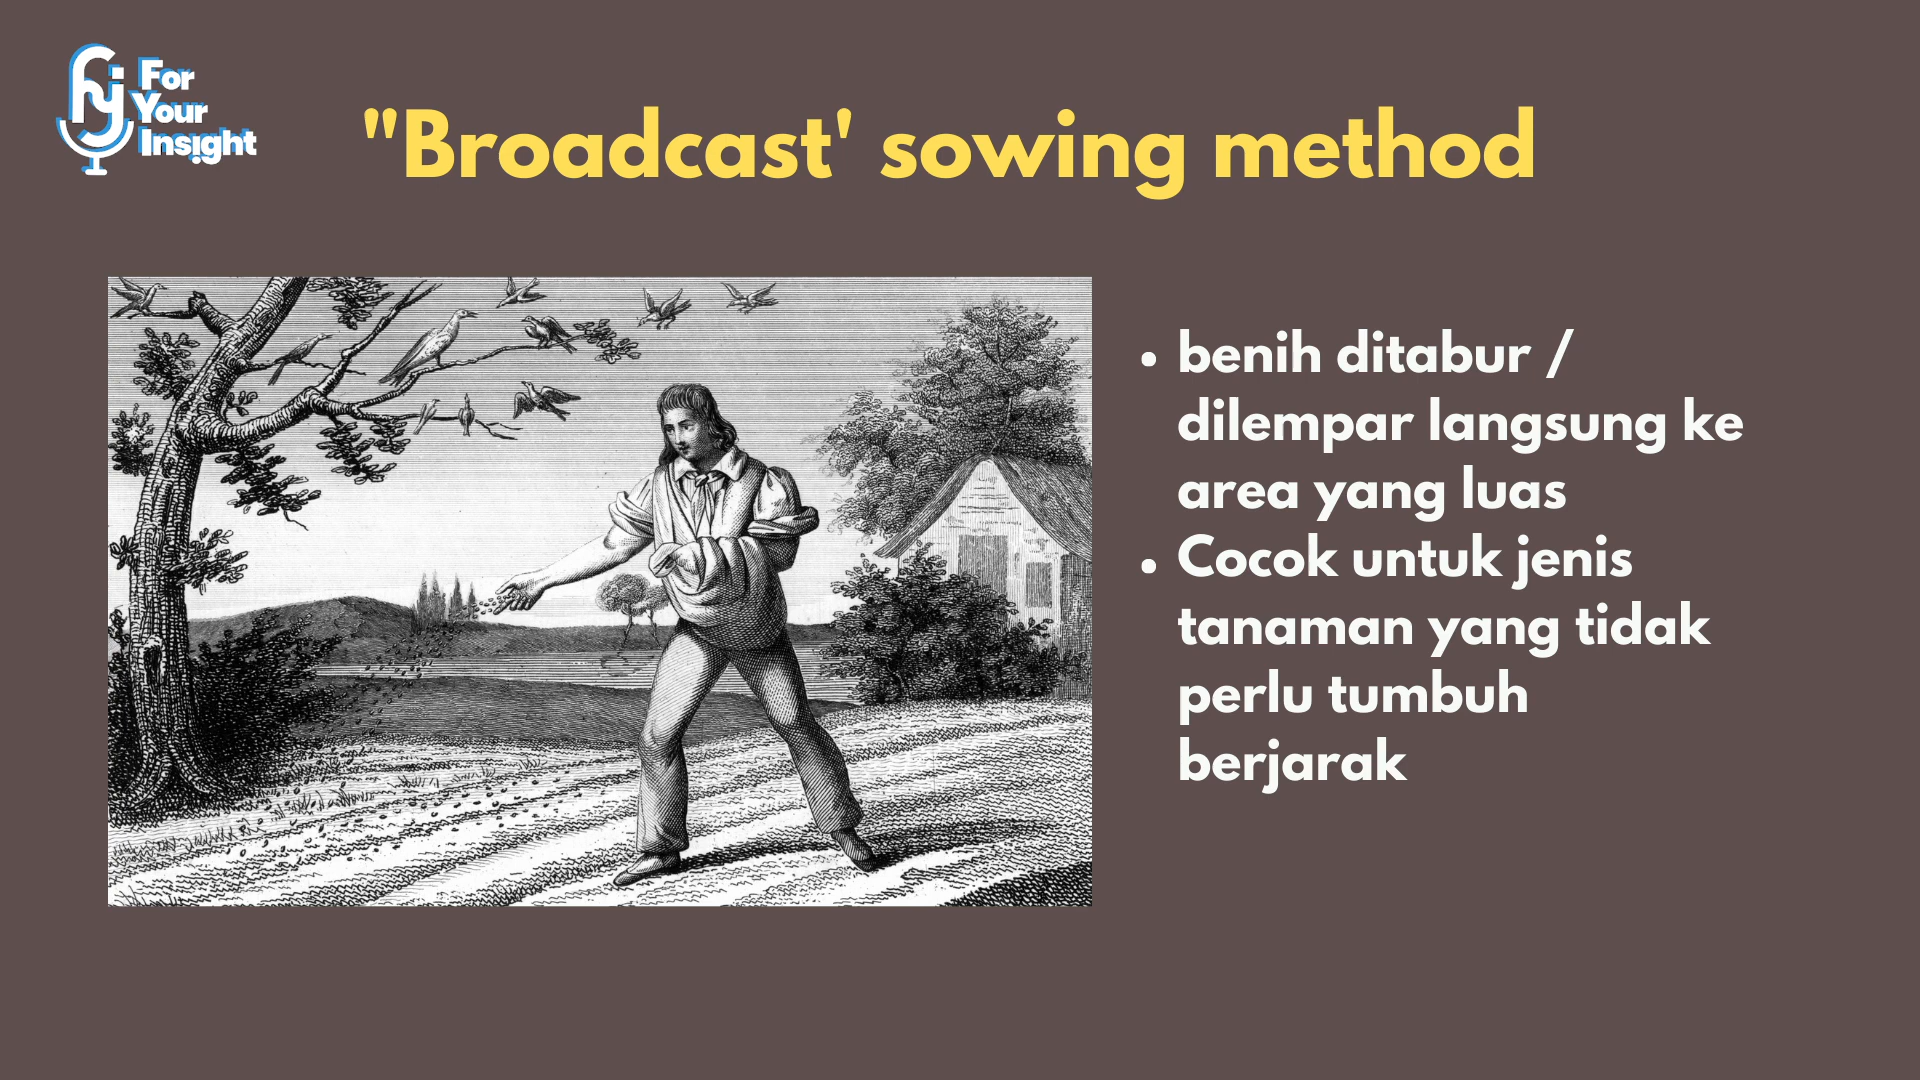 For
Your
Insight
"Broadcast' sowing method
• benih ditabur /
dilempar langsung ke
area yang luas
• Cocok untuk jenis
tanaman yang tidak
perlu tumbuh
berjarak